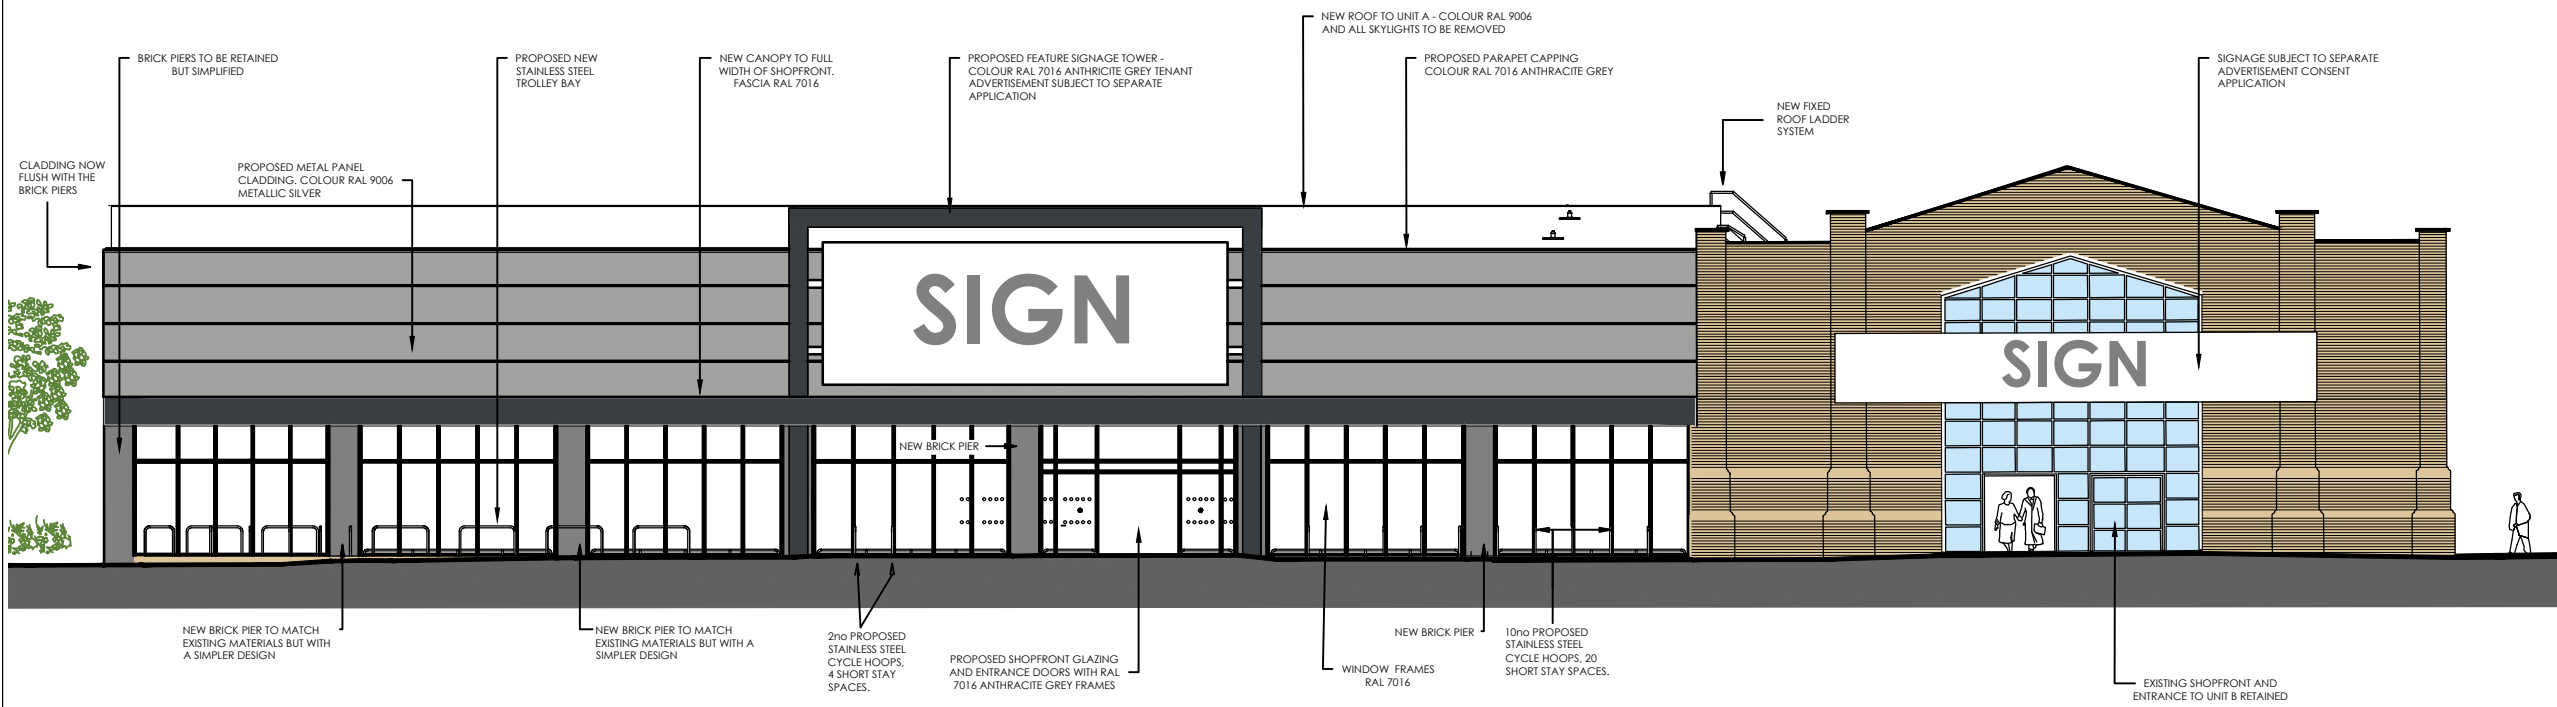 NEW ROOF TO UNIT A - COLOUR RAL 9006
AND ALL SKYLIGHTS TO BE REMOVED
BRICK PIERS TO BE RETAINED
BUT SIMPLIFIED
PROPOSED NEW
STAINLESS STEEL
TROLLEY BAY
NEW CANOPY TO FULL
WIDTH OF SHOPFRONT.
FASCIA RAL 7016
PROPOSED FEATURE SIGNAGE TOWER -
COLOUR RAL 7016 ANTHRICITE GREY TENANT
ADVERTISEMENT SUBJECT TO SEPARATE
APPLICATION
PROPOSED PARAPET CAPPING
COLOUR RAL 7016 ANTHRACITE GREY
SIGNAGE SUBJECT TO SEPARATE
ADVERTISEMENT CONSENT
APPLICATION
NEW FIXED
ROOF LADDER
SYSTEM
CLADDING NOW
FLUSH WITH THE
BRICK PIERS
PROPOSED METAL PANEL
CLADDING. COLOUR RAL 9006
METALLIC SILVER
SIGN
SIGN
NEW BRICK PIER
NEW BRICK PIER TO MATCH
EXISTING MATERIALS BUT WITH
A SIMPLER DESIGN
NEW BRICK PIER TO MATCH
EXISTING MATERIALS BUT WITH A
SIMPLER DESIGN
2no PROPOSED
STAINLESS STEEL
CYCLE HOOPS,
4 SHORT STAY
SPACES.
PROPOSED SHOPFRONT GLAZING
AND ENTRANCE DOORS WITH RAL
7016 ANTHRACITE GREY FRAMES
WINDOW FRAMES
RAL 7016
NEW BRICK PIER
10no PROPOSED
STAINLESS STEEL
CYCLE HOOPS, 20
SHORT STAY SPACES.
EXISTING SHOPFRONT AND
ENTRANCE TO UNIT B RETAINED